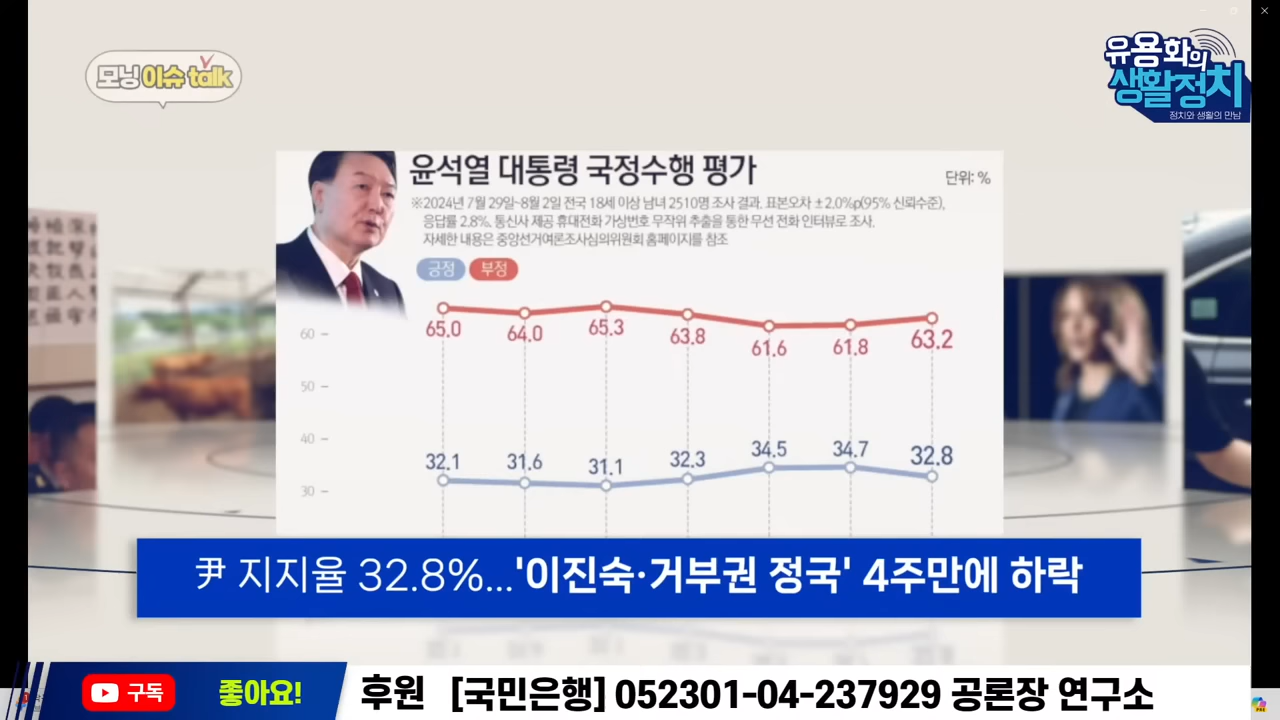 모닝이슈 talk
유용화의
생활정치
정치와 생활의 만남
윤석열 대통령 국정수행 평가
단위: %
※2024년 7월 29일~8월 2일 전국 18세 이상 남녀 2510명 조사 결과. 표본오차 ±2.0%p(95% 신뢰수준),
응답률 2.8%. 통신사 제공 휴대전화 가상번호 무작위 추출을 통한 무선 전화 인터뷰로 조사.
자세한 내용은 중앙선거여론조사심의위원회 홈페이지를 참조
긍정 부정
65.0 64.0 65.3 63.8 61.6 61.8 63.2
60
50
40
32.1 31.6 31.1 32.3 34.5 34.7 32.8
30
尹 지지율 32.8%...'이진숙·거부권 정국' 4주만에 하락
구독 좋아요! 후원 [국민은행] 052301-04-237929 공론장 연구소